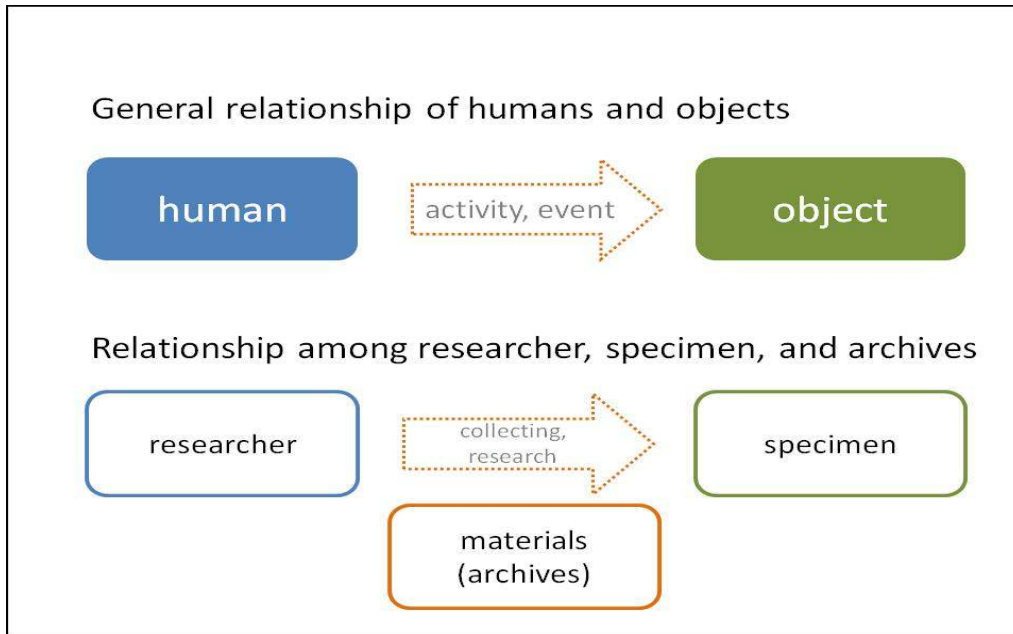 General relationship of humans and objects
human
activity, event
object
Relationship among researcher, specimen, and archives
researcher
collecting,
research
specimen
materials
(archives)